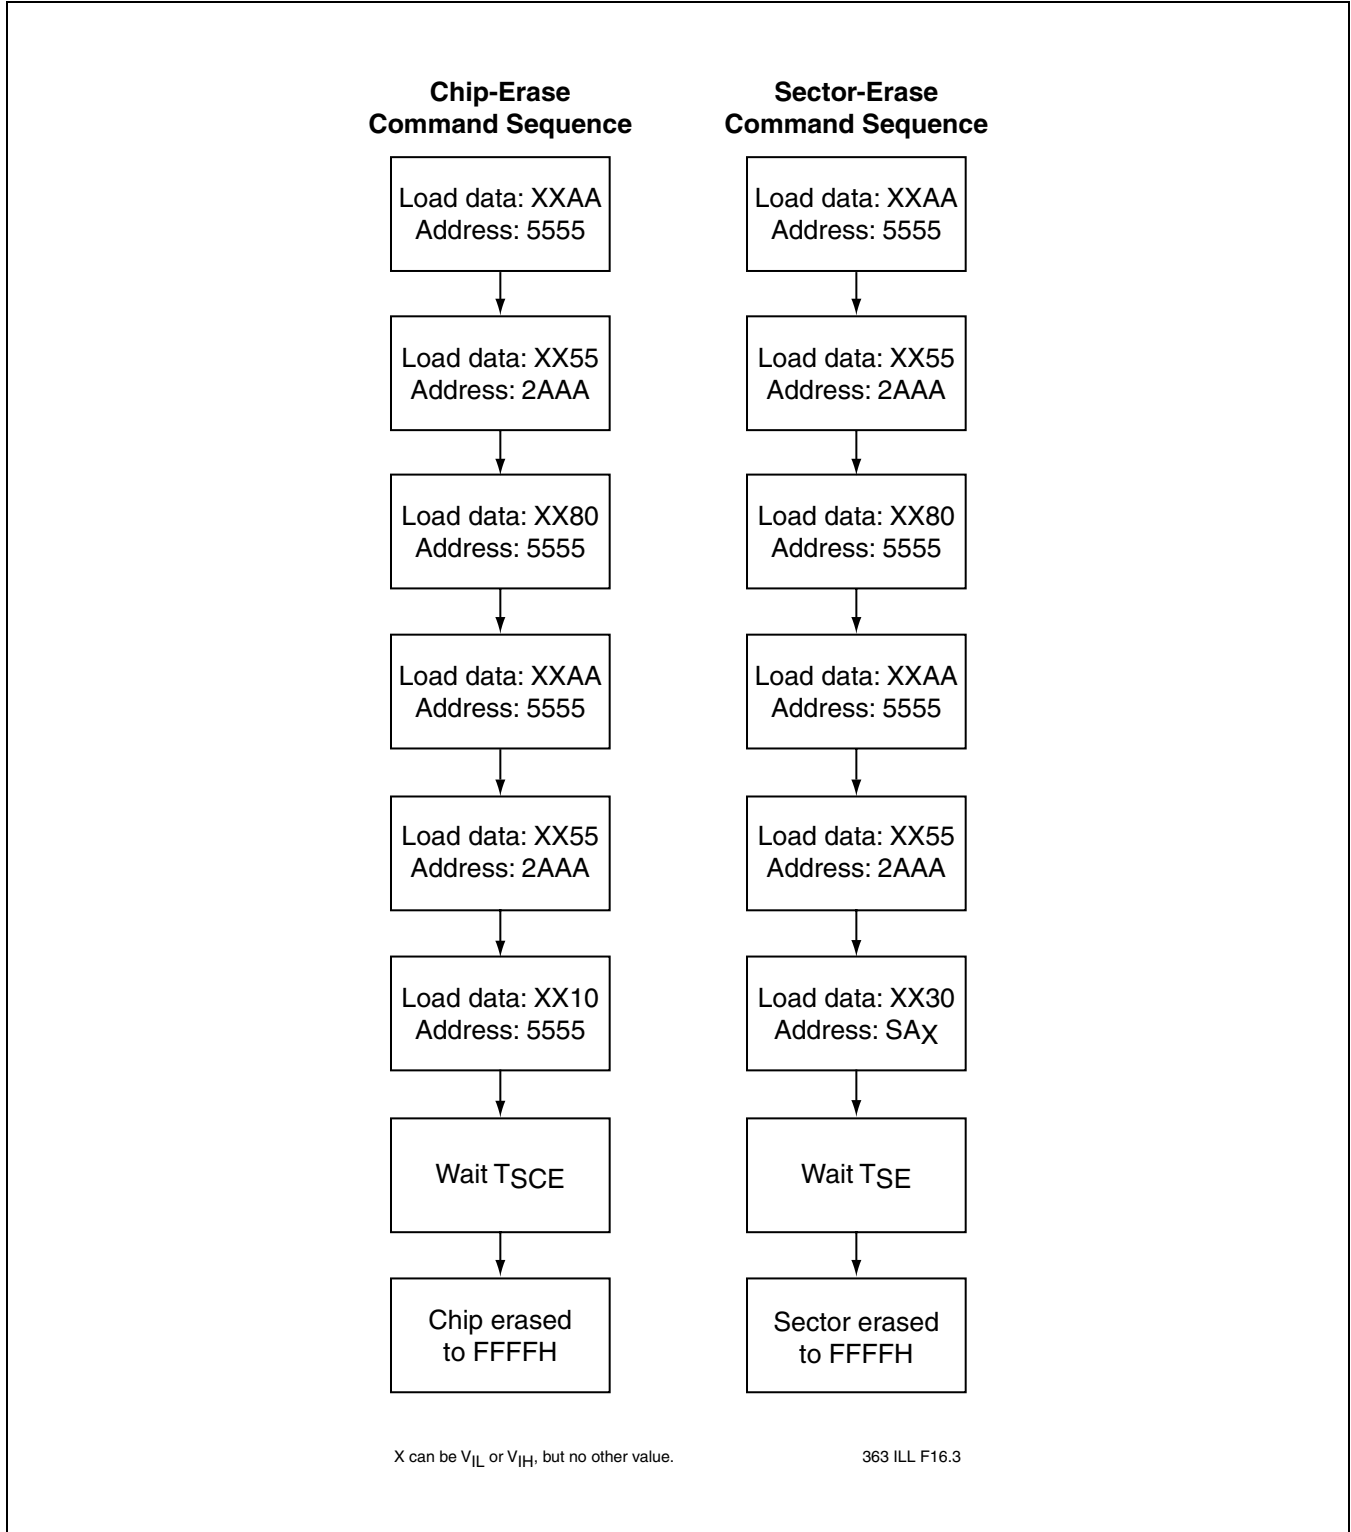 Chip-Erase
Command Sequence
Load data: XXAA
Address: 5555
Load data: XX55
Address: 2AAA
Load data: XX80
Address: 5555
Load data: XXAA
Address: 5555
Load data: XX55
Address: 2AAA
Load data: XX10
Address: 5555
Wait TSCE
Chip erased
to FFFFH
Sector-Erase
Command Sequence
Load data: XXAA
Address: 5555
Load data: XX55
Address: 2AAA
Load data: XX80
Address: 5555
Load data: XXAA
Address: 5555
Load data: XX55
Address: 2AAA
Load data: XX30
Address: SAX
Wait TSE
Sector erased
to FFFFH
X can be VIL or VIH, but no other value.
363 ILL F16.3